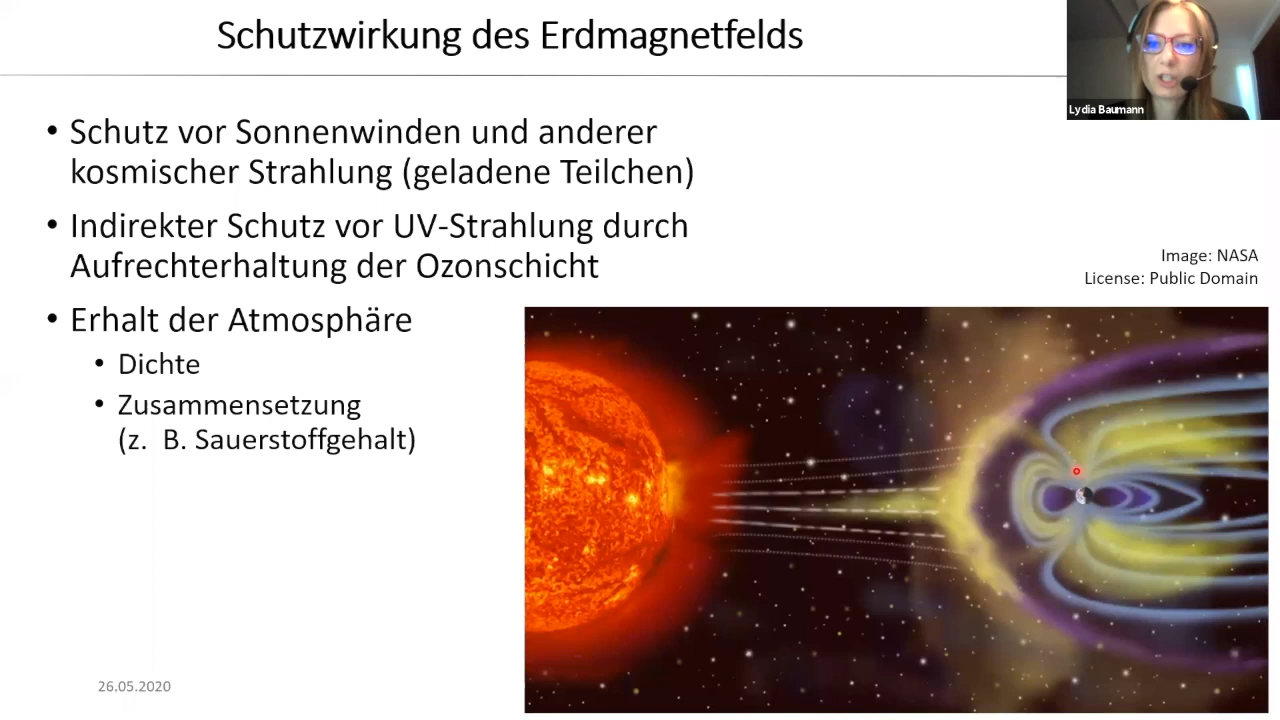 Schutzwirkung des Erdmagnetfelds
Lydia Baumann
• Schutz vor Sonnenwinden und anderer
kosmischer Strahlung (geladene Teilchen)
• Indirekter Schutz vor UV-Strahlung durch
Aufrechterhaltung der Ozonschicht
Image: NASA
License: Public Domain
• Erhalt der Atmosphäre
• Dichte
• Zusammensetzung
(z. B. Sauerstoffgehalt)
26.05.2020